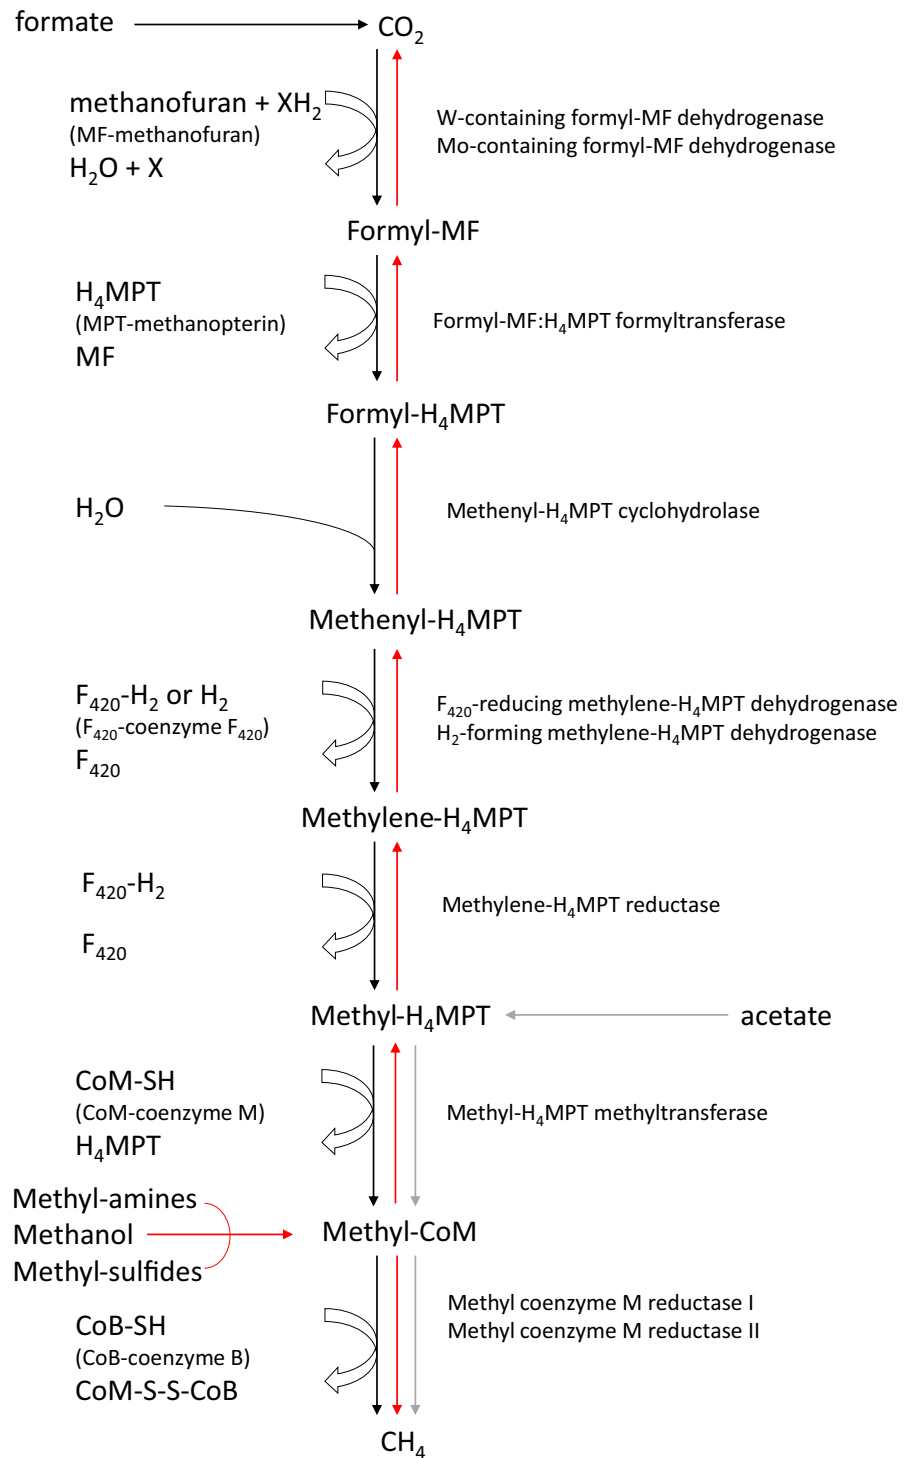 formate
CO₂
methanofuran + XH₂
(MF-methanofuran)
H₂O + X
W-containing formyl-MF dehydrogenase
Mo-containing formyl-MF dehydrogenase
Formyl-MF
H₄MPT
(MPT-methanopterin)
MF
Formyl-MF:H₄MPT formyltransferase
Formyl-H₄MPT
H₂O
Methenyl-H₄MPT cyclohydrolase
Methenyl-H₄MPT
F₄₂₀-H₂ or H₂
(F₄₂₀-coenzyme F₄₂₀)
F₄₂₀
F₄₂₀-reducing methylene-H₄MPT dehydrogenase
H₂-forming methylene-H₄MPT dehydrogenase
Methylene-H₄MPT
F₄₂₀-H₂
F₄₂₀
Methylene-H₄MPT reductase
Methyl-H₄MPT
acetate
CoM-SH
(CoM-coenzyme M)
H₄MPT
Methyl-H₄MPT methyltransferase
Methyl-amines
Methanol
Methyl-sulfides
Methyl-CoM
CoB-SH
(CoB-coenzyme B)
CoM-S-S-CoB
Methyl coenzyme M reductase I
Methyl coenzyme M reductase II
CH₄